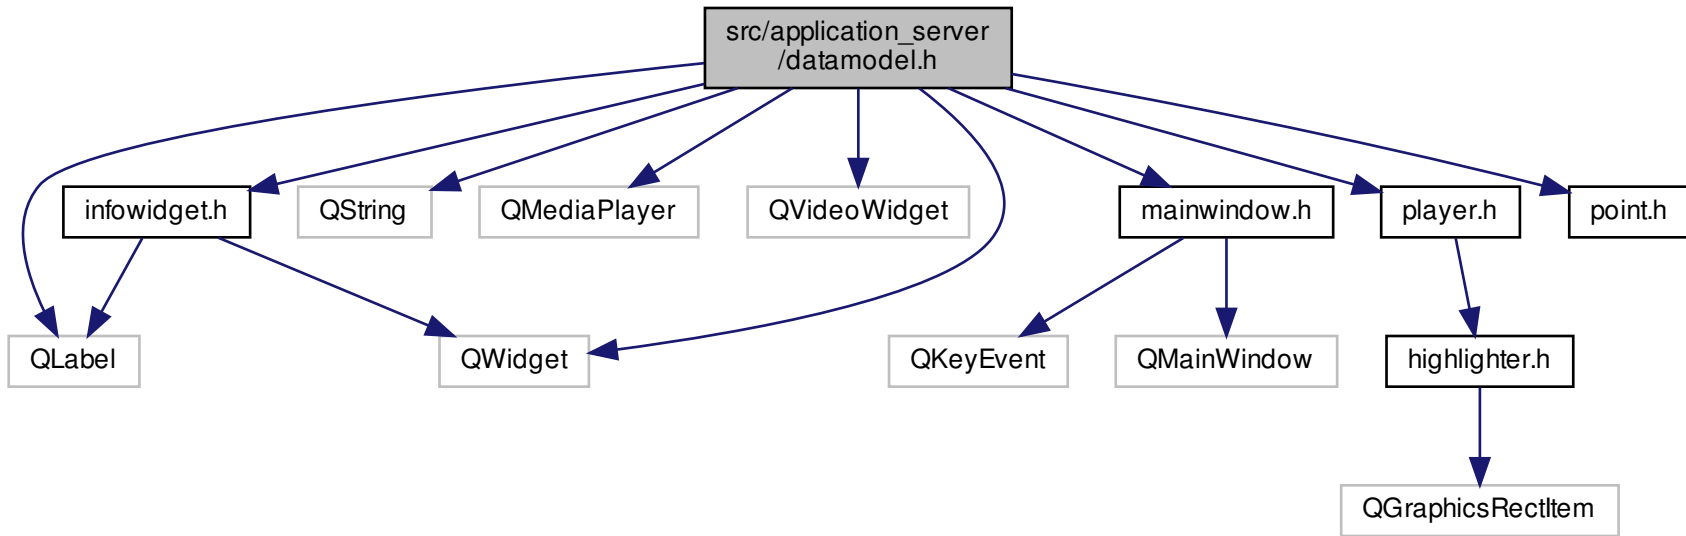 src/application_server
/datamodel.h
infowidget.h
QString
QMediaPlayer
QVideoWidget
mainwindow.h
player.h
point.h
QLabel
QWidget
QKeyEvent
QMainWindow
highlighter.h
QGraphicsRectItem